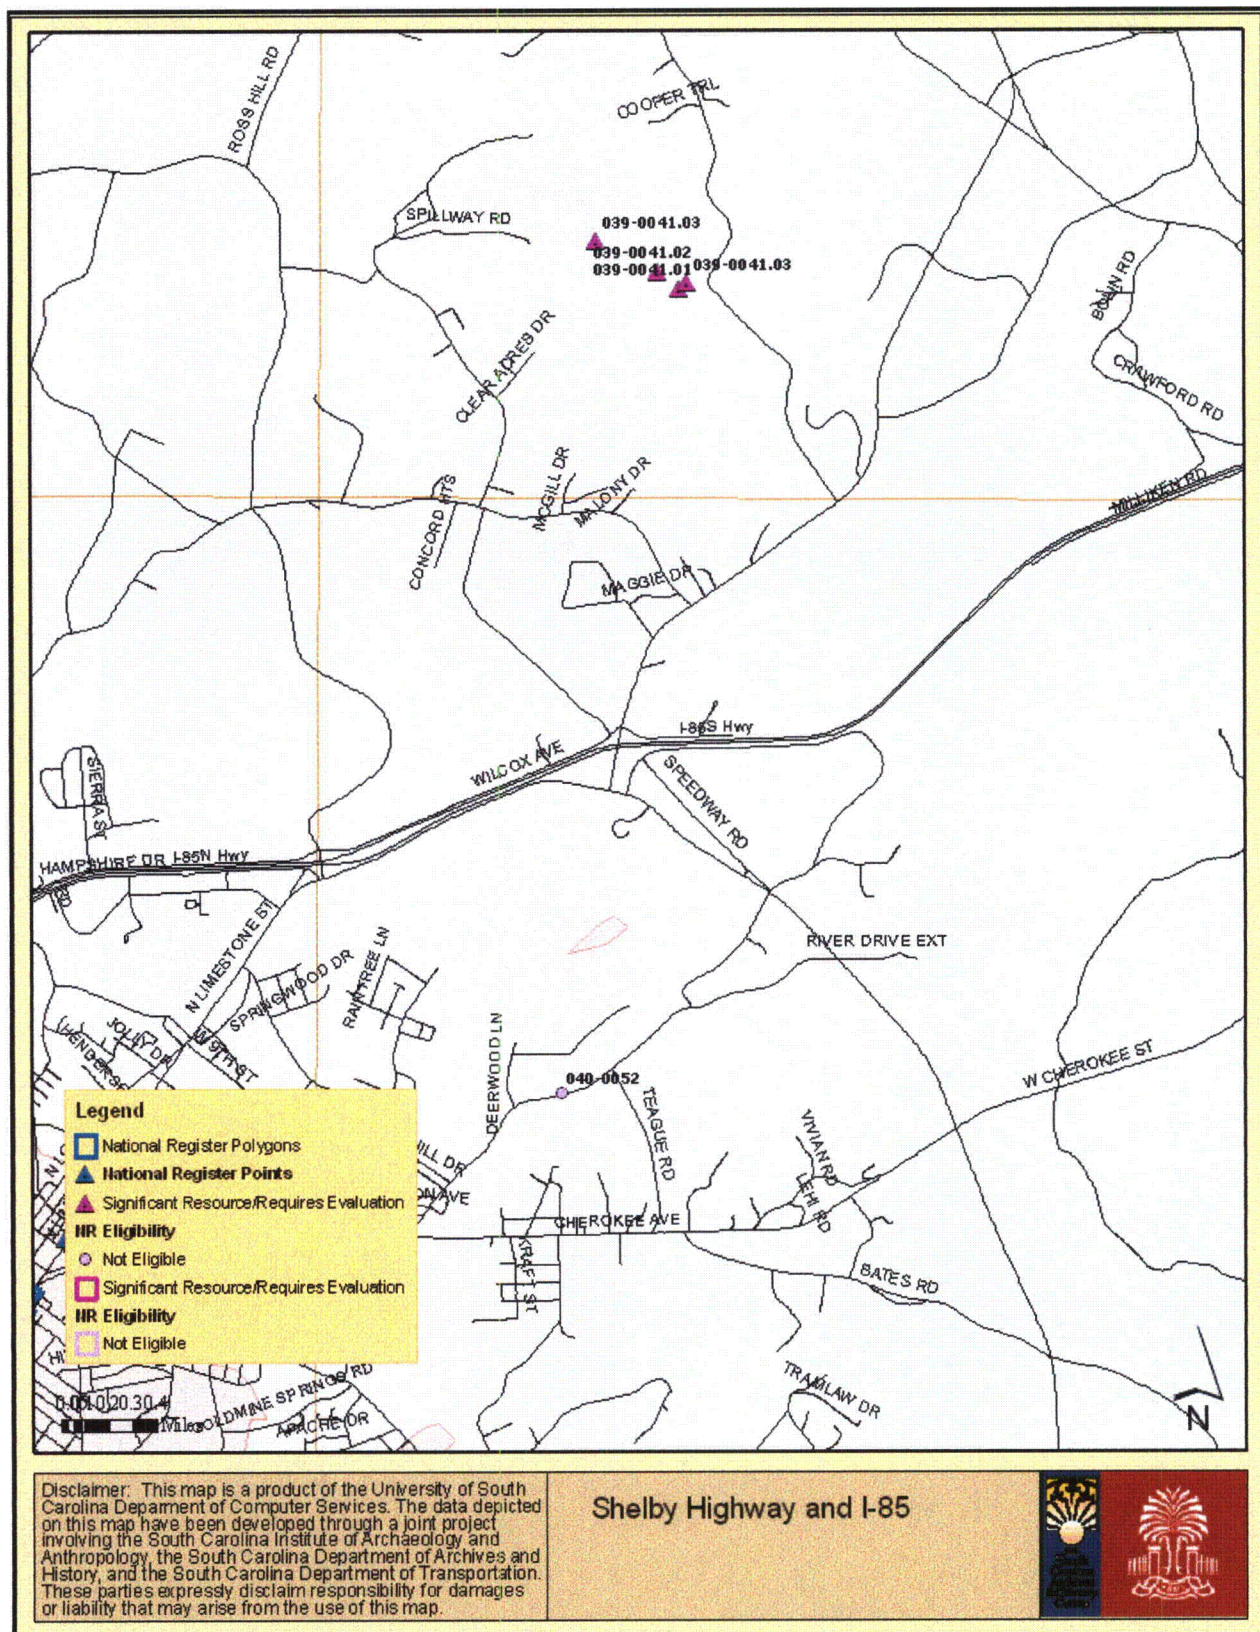 ROSS HILL RD
COOPER TRL
SPILLWAY RD
039-0041.03
039-0041.02
039-0041.01
039-0041.03
CLEAR ACRES DR
CRAWFORD RD
MCGILL DR
MALONY DR
CONCORD HTS
MILLIKEN RD
MAGGIE DR
I-85S Hwy
WILCOX AVE
SPEEDWAY RD
SIERRA ST
HAMPSHIRE DR
I-85N Hwy
RD
N LIMESTONE ST
SPRINGWOOD DR
RAINTREE LN
RIVER DRIVE EXT
JOLLY DR
W 9TH ST
DEERWOOD LN
040-0052
TEAGUE RD
W CHEROKEE ST
VIVIAN RD
LEHI RD
ILL DR
ON AVE
CHEROKEE AVE
KRAFT ST
BATES RD
TRAMLAW DR
Legend
National Register Polygons
National Register Points
Significant Resource/Requires Evaluation
NR Eligibility
Not Eligible
Significant Resource/Requires Evaluation
NR Eligibility
Not Eligible
OLDMINE SPRINGS RD
APACHE DR
Miles
N
Disclaimer: This map is a product of the University of South
Carolina Deparment of Computer Services. The data depicted
on this map have been developed through a joint project
involving the South Carolina Institute of Archaeology and
Anthropology, the South Carolina Department of Archives and
History, and the South Carolina Department of Transportation.
These parties expressly disclaim responsibility for damages
or liability that may arise from the use of this map.
Shelby Highway and I-85